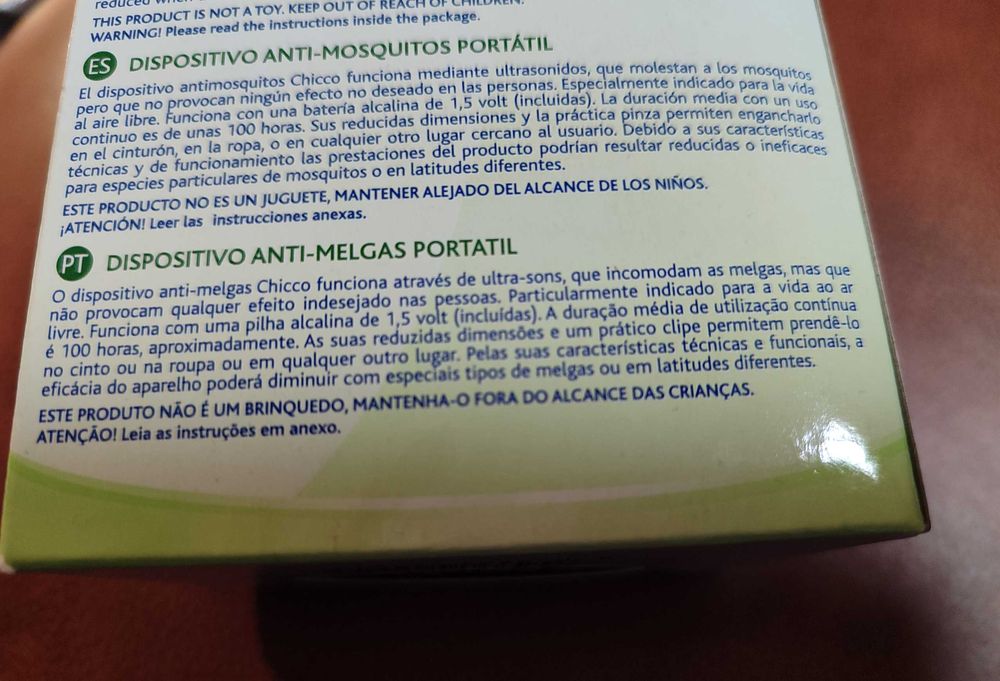 reduced when
THIS PRODUCT IS NOT A TOY. KEEP OUT OF REACH OF CHILDREN.
WARNING! Please read the instructions inside the package.
ES DISPOSITIVO ANTI-MOSQUITOS PORTÁTIL
El dispositivo antimosquitos Chicco funciona mediante ultrasonidos, que molestan a los mosquitos
pero que no provocan ningún efecto no deseado en las personas. Especialmente indicado para la vida
al aire libre. Funciona con una batería alcalina de 1,5 volt (incluidas). La duración media con un uso
continuo es de unas 100 horas. Sus reducidas dimensiones y la práctica pinza permiten engancharlo
en el cinturón, en la ropa, o en cualquier otro lugar cercano al usuario. Debido a sus características
técnicas y de funcionamiento las prestaciones del producto podrían resultar reducidas o ineficaces
para especies particulares de mosquitos o en latitudes diferentes.
ESTE PRODUCTO NO ES UN JUGUETE, MANTENER ALEJADO DEL ALCANCE DE LOS NIÑOS.
¡ATENCIÓN! Leer las instrucciones anexas.
PT DISPOSITIVO ANTI-MELGAS PORTATIL
O dispositivo anti-melgas Chicco funciona através de ultra-sons, que incomodam as melgas, mas que
não provocam qualquer efeito indesejado nas pessoas. Particularmente indicado para a vida ao ar
livre. Funciona com uma pilha alcalina de 1,5 volt (incluídas). A duração média de utilização contínua
é 100 horas, aproximadamente. As suas reduzidas dimensões e um prático clipe permitem prendê-lo
no cinto ou na roupa ou em qualquer outro lugar. Pelas suas características técnicas e funcionais, a
eficácia do aparelho poderá diminuir com especiais tipos de melgas ou em latitudes diferentes.
ESTE PRODUTO NÃO É UM BRINQUEDO, MANTENHA-O FORA DO ALCANCE DAS CRIANÇAS.
ATENÇÃO! Leia as instruções em anexo.